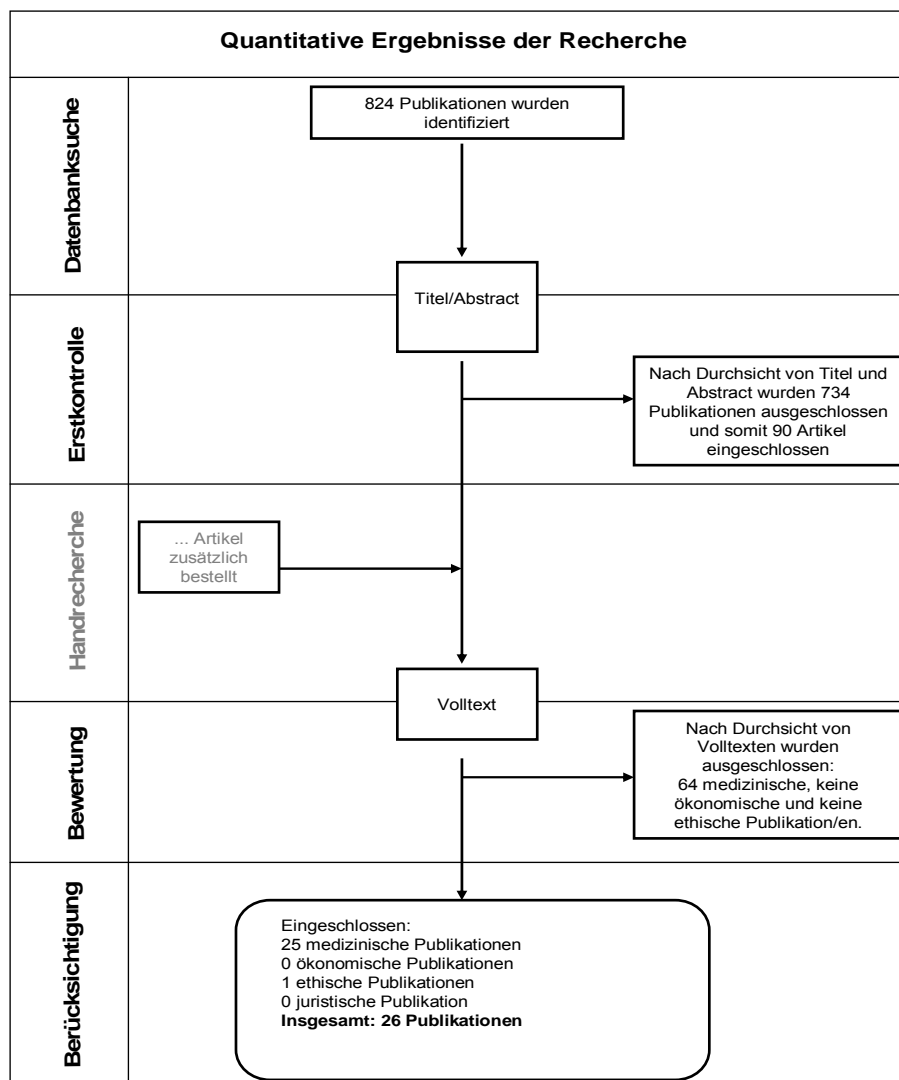 Quantitative Ergebnisse der Recherche
Datenbanksuche
824 Publikationen wurden
identifiziert
Titel/Abstract
Erstkontrolle
Nach Durchsicht von Titel und
Abstract wurden 734
Publikationen ausgeschlossen
und somit 90 Artikel
eingeschlossen
Handrecherche
... Artikel
zusätzlich
bestellt
Volltext
Bewertung
Nach Durchsicht von
Volltexten wurden
ausgeschlossen:
64 medizinische, keine
ökonomische und keine
ethische Publikation/en.
Berücksichtigung
Eingeschlossen:
25 medizinische Publikationen
0 ökonomische Publikationen
1 ethische Publikationen
0 juristische Publikation
Insgesamt: 26 Publikationen